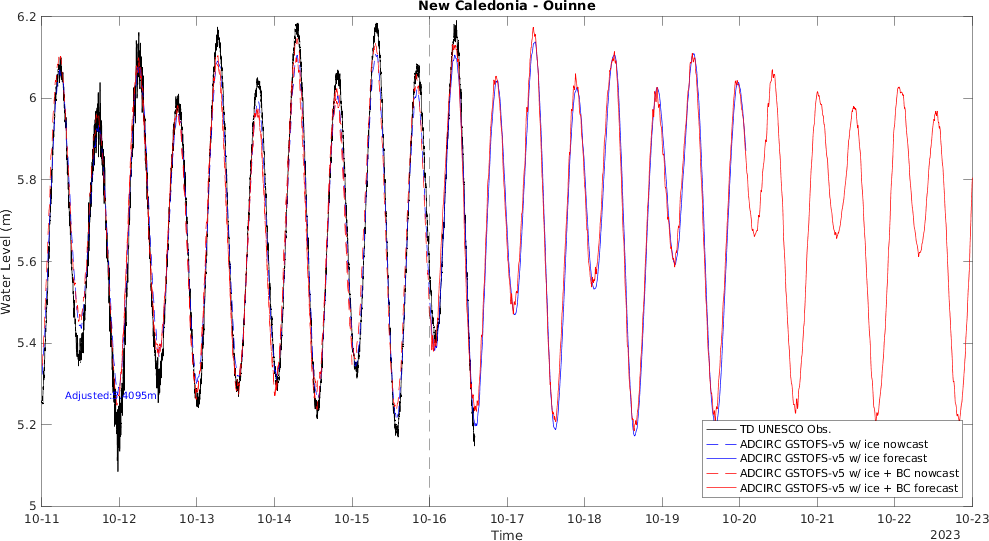 New Caledonia - Ouinne
6.2
6
5.8
5.6
5.4
5.2
5
Water Level (m)
Adjusted:
4095m
TD UNESCO Obs.
ADCIRC GSTOFS-v5 w/ ice nowcast
ADCIRC GSTOFS-v5 w/ ice forecast
ADCIRC GSTOFS-v5 w/ ice + BC nowcast
ADCIRC GSTOFS-v5 w/ ice + BC forecast
10-11 10-12 10-13 10-14 10-15 10-16 10-17 10-18 10-19 10-20 10-21 10-22 10-23
Time
2023